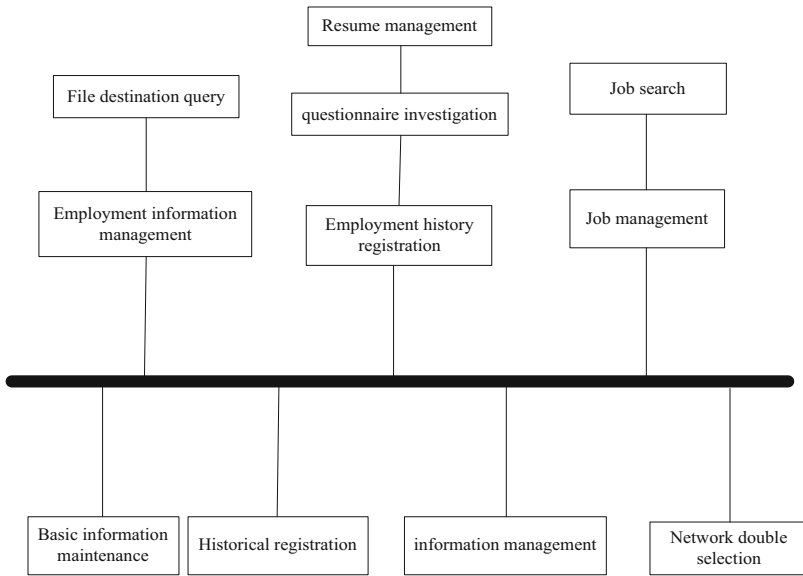 Resume management
File destination query
questionnaire investigation
Job search
Employment information
management
Employment history
registration
Job management
Basic information
maintenance
Historical registration
information management
Network double
selection